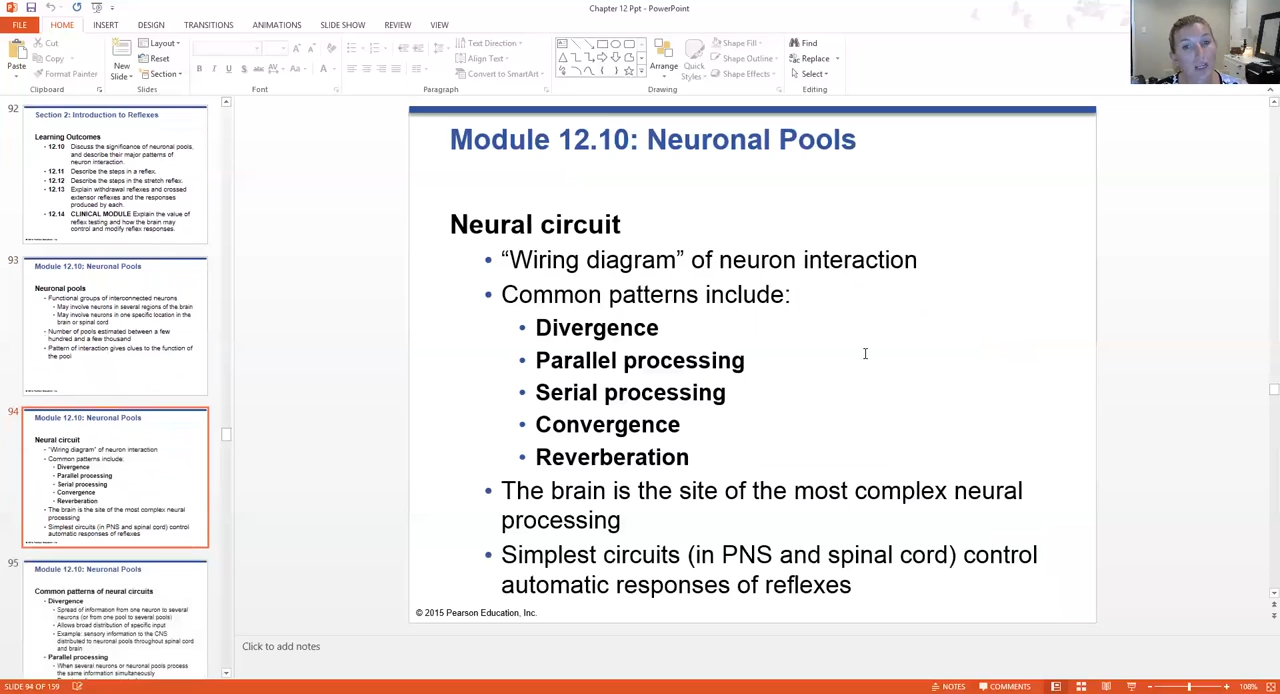 Chapter 12 Ppt - PowerPoint
FILE HOME INSERT DESIGN TRANSITIONS ANIMATIONS SLIDE SHOW REVIEW VIEW
Paste
Cut
Copy
Format Painter
Clipboard
New
Slide
Layout
Reset
Section
Slides
B I U S abc AV Aa A
Font
Text Direction
Align Text
Convert to SmartArt
Paragraph
Arrange
Quick
Styles
Shape Fill
Shape Outline
Shape Effects
Drawing
Find
Replace
Select
Editing
92
Section 2: Introduction to Reflexes
Learning Outcomes
• 12.10 Discuss the significance of neuronal pools,
and describe their major patterns of
neuron interaction.
• 12.11 Describe the steps in a reflex.
• 12.12 Describe the steps in the stretch reflex.
• 12.13 Explain withdrawal reflexes and crossed
extensor reflexes and the responses
produced by each.
• 12.14 CLINICAL MODULE Explain the value of
reflex testing and how the brain may
control and modify reflex responses.
93
Module 12.10: Neuronal Pools
Neuronal pools
• Functional groups of interconnected neurons
• May involve neurons in several regions of the brain
• May involve neurons in one specific location in the
brain or spinal cord
• Number of pools estimated between a few
hundred and a few thousand
• Pattern of interaction gives clues to the function of
the pool
94
Module 12.10: Neuronal Pools
Neural circuit
• "Wiring diagram" of neuron interaction
• Common patterns include:
• Divergence
• Parallel processing
• Serial processing
• Convergence
• Reverberation
• The brain is the site of the most complex neural
processing
• Simplest circuits (in PNS and spinal cord) control
automatic responses of reflexes
95
Module 12.10: Neuronal Pools
Common patterns of neural circuits
• Divergence
• Spread of information from one neuron to several
neurons (or from one pool to several pools)
• Allows broad distribution of specific input
• Example: sensory information to the CNS
distributed to neuronal pools throughout spinal cord
and brain
• Parallel processing
• When several neurons or neuronal pools process
the same information simultaneously
Module 12.10: Neuronal Pools
Neural circuit
• “Wiring diagram” of neuron interaction
• Common patterns include:
• Divergence
• Parallel processing
• Serial processing
• Convergence
• Reverberation
• The brain is the site of the most complex neural
processing
• Simplest circuits (in PNS and spinal cord) control
automatic responses of reflexes
© 2015 Pearson Education, Inc.
Click to add notes
SLIDE 94 OF 159
NOTES COMMENTS 108%